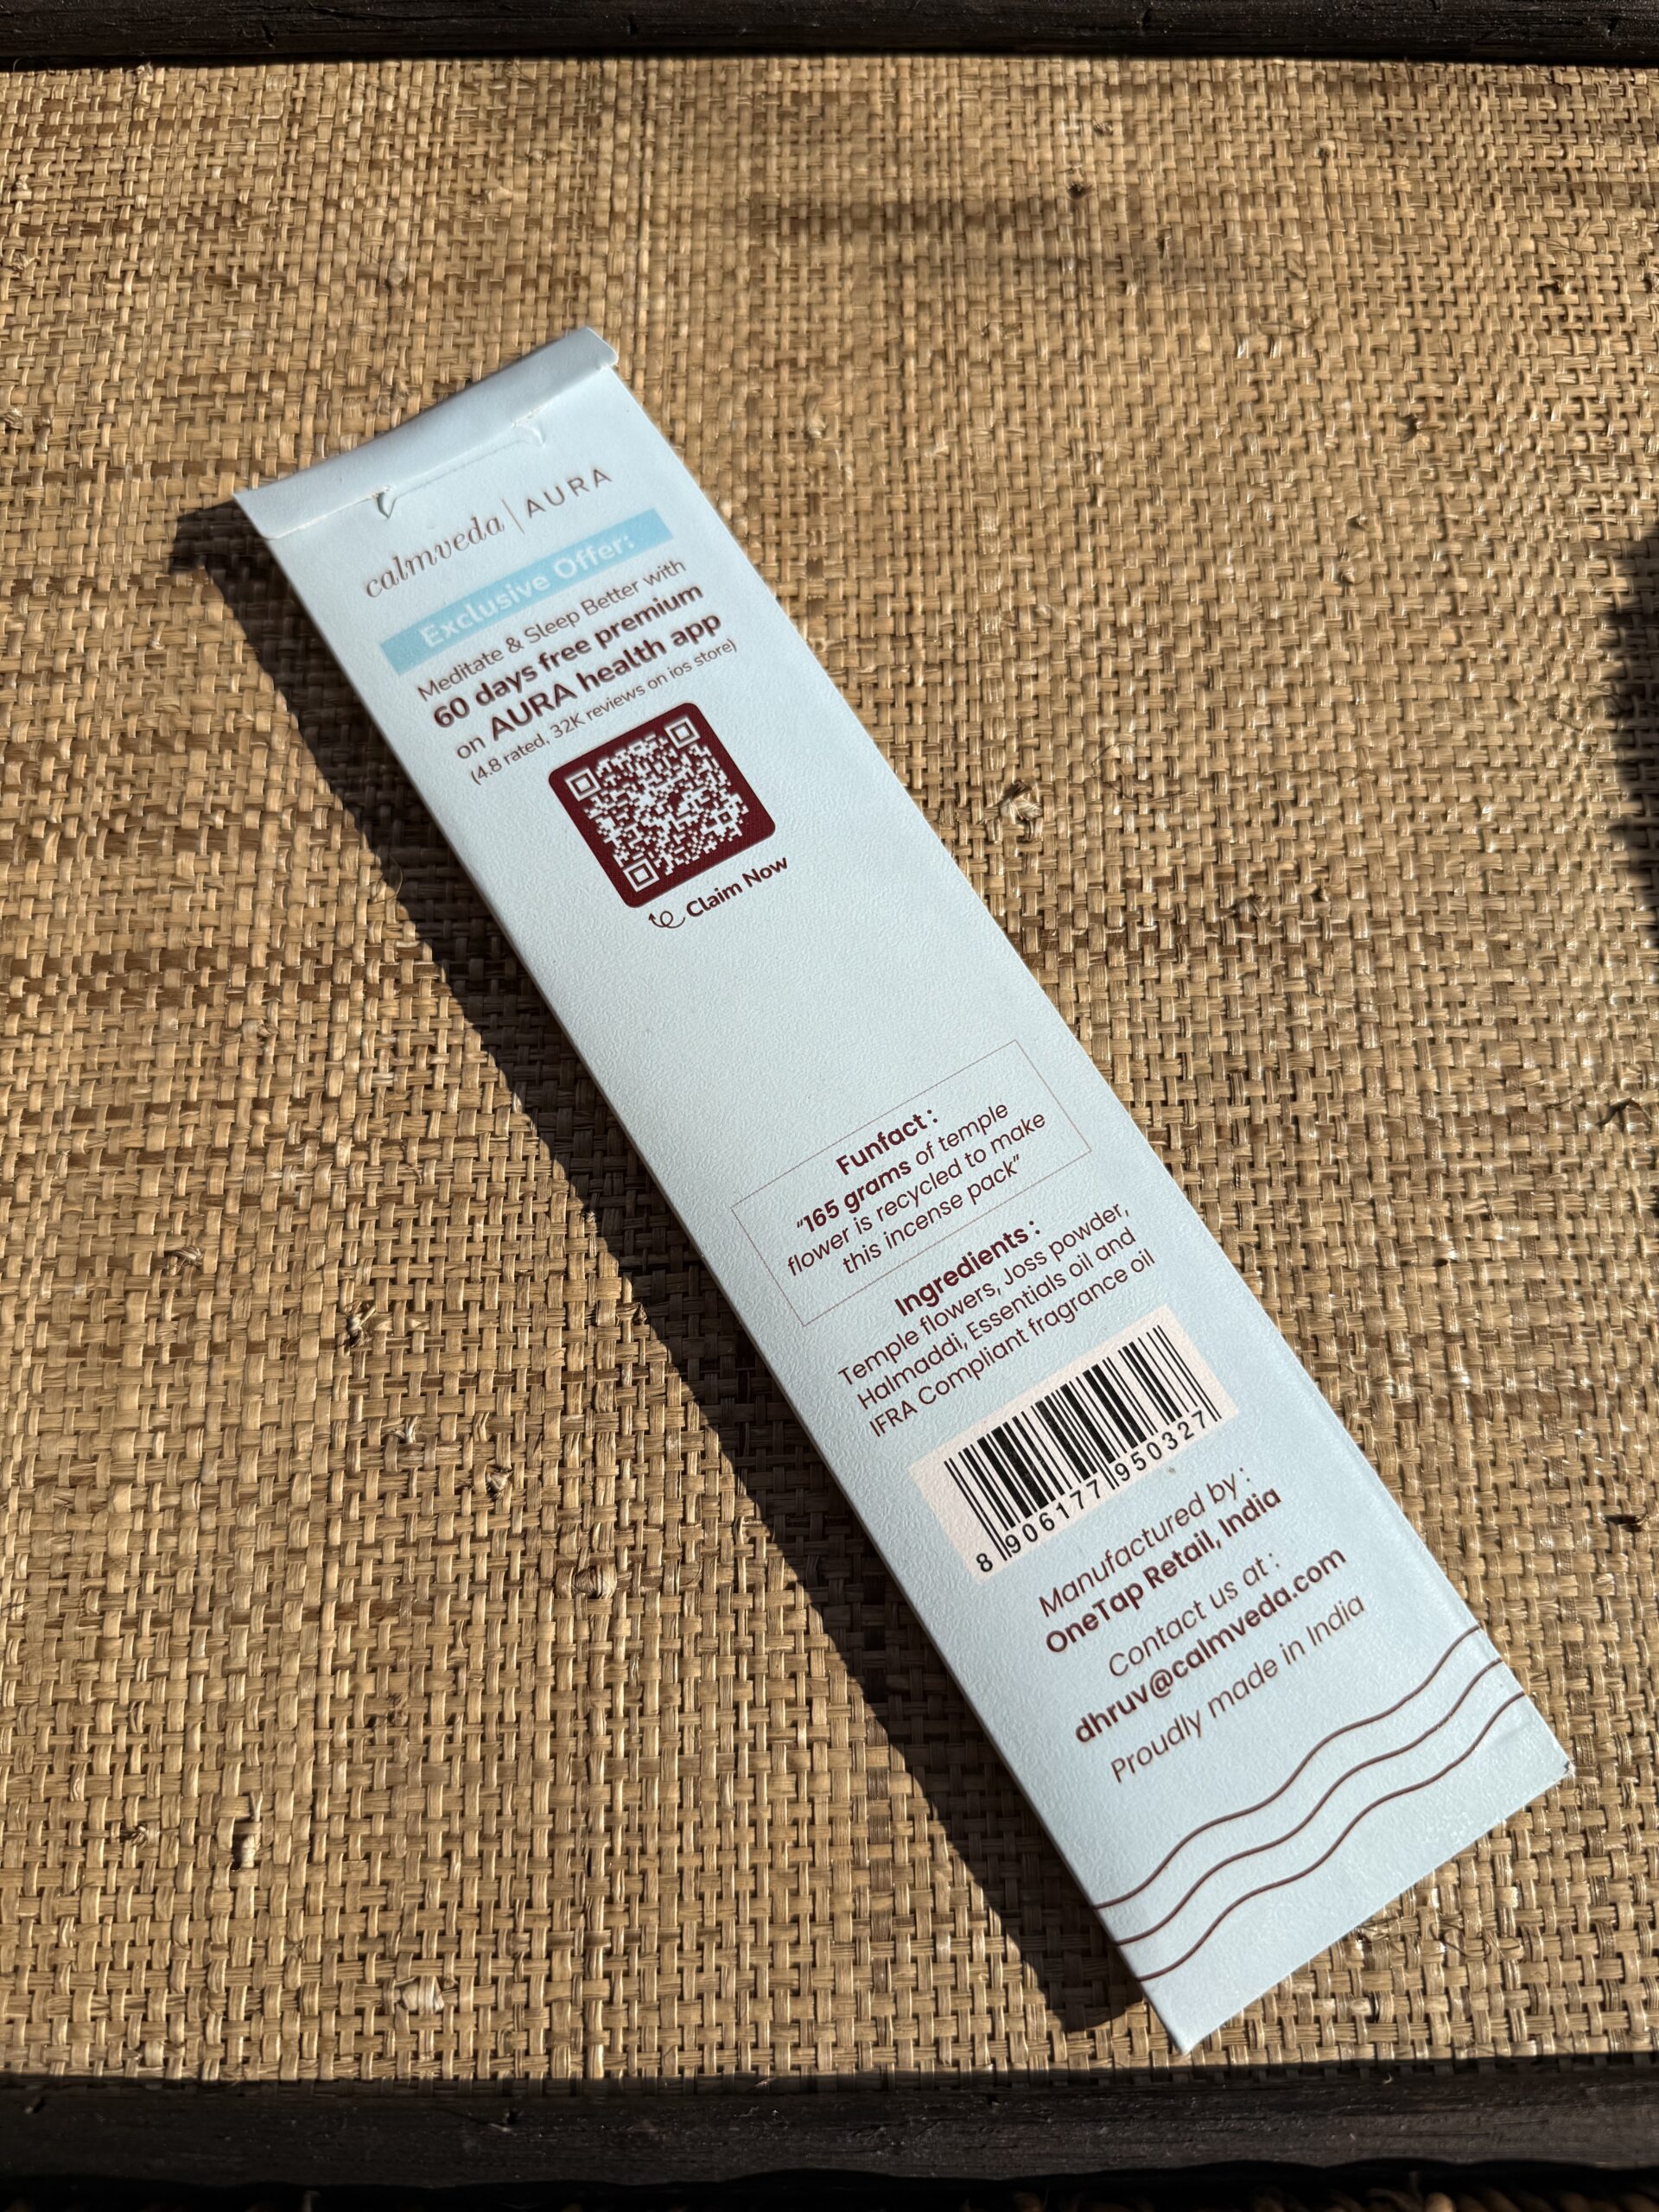 calmveda | AURA
Exclusive Offer:
Meditate & Sleep Better with
60 days free premium
on AURA health app
(4.8 rated, 32K reviews on ios store)
Claim Now
Funfact :
“165 grams of temple
flower is recycled to make
this incense pack”
Ingredients :
Temple flowers, Joss powder,
Halmaddi, Essentials oil and
IFRA Compliant fragrance oil
8 906177 950327
Manufactured by :
OneTap Retail, India
Contact us at :
dhruv@calmveda.com
Proudly made in India